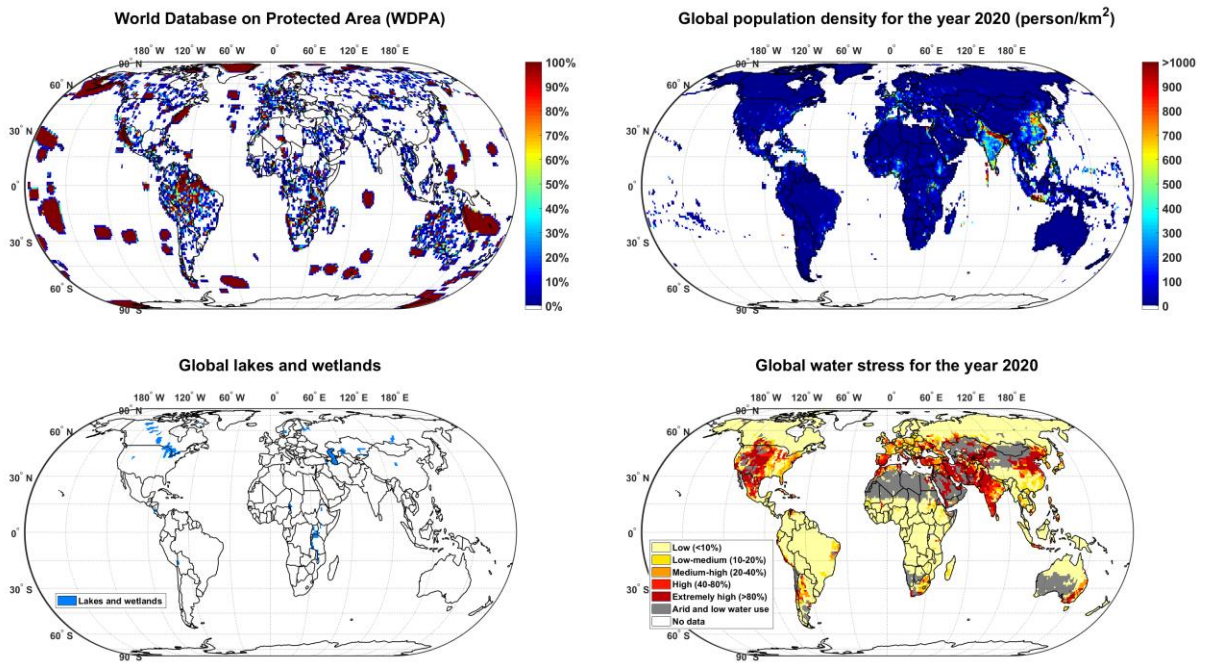 World Database on Protected Area (WDPA)
180° W 120° W 60° W 0° 60° E 120° E 180° E
90° N
60° N
30° N
0°
30° S
60° S
90° S
100%
90%
80%
70%
60%
50%
40%
30%
20%
10%
0%
Global population density for the year 2020 (person/km²)
180° W 120° W 60° W 0° 60° E 120° E 180° E
90° N
60° N
30° N
0°
30° S
60° S
90° S
>1000
900
800
700
600
500
400
300
200
100
0
Global lakes and wetlands
180° W 120° W 60° W 0° 60° E 120° E 180° E
90° N
60° N
30° N
0°
30° S
60° S
90° S
Lakes and wetlands
Global water stress for the year 2020
180° W 120° W 60° W 0° 60° E 120° E 180° E
90° N
60° N
30° N
0°
30° S
60° S
90° S
Low (<10%)
Low-medium (10-20%)
Medium-high (20-40%)
High (40-80%)
Extremely high (>80%)
Arid and low water use
No data